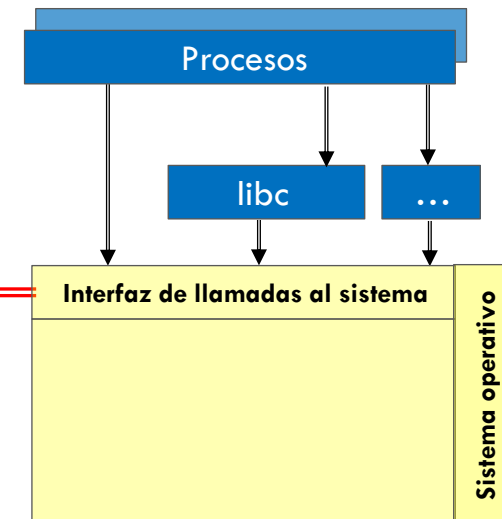 Procesos
libc
...
Interfaz de llamadas al sistema
Sistema operativo